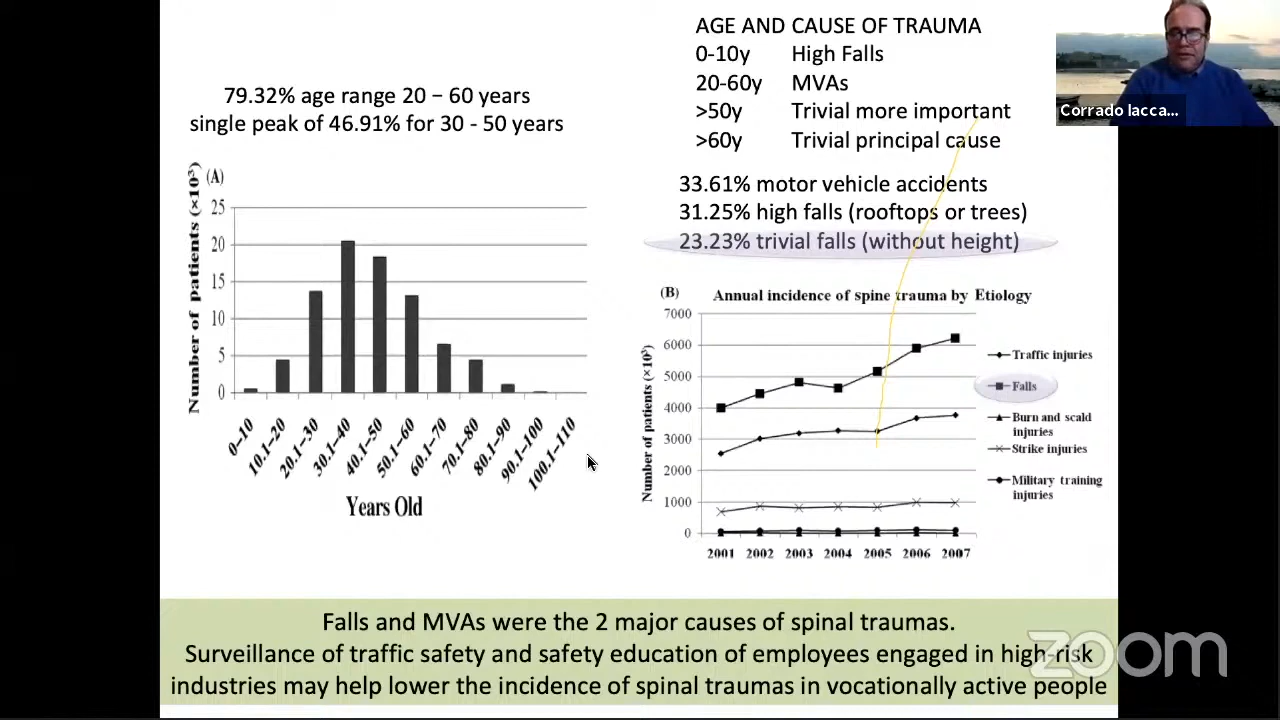 AGE AND CAUSE OF TRAUMA
0-10y High Falls
20-60y MVAs
>50y Trivial more important
>60y Trivial principal cause
79.32% age range 20 – 60 years
single peak of 46.91% for 30 - 50 years
33.61% motor vehicle accidents
31.25% high falls (rooftops or trees)
23.23% trivial falls (without height)
Corrado Iacca...
(A)
Number of patients (×10³)
25
20
15
10
5
0
0–10
10.1–20
20.1–30
30.1–40
40.1–50
50.1–60
60.1–70
70.1–80
80.1–90
90.1–100
100.1–110
Years Old
(B) Annual incidence of spine trauma by Etiology
Number of patients (×10³)
7000
6000
5000
4000
3000
2000
1000
0
2001 2002 2003 2004 2005 2006 2007
Traffic injuries
Falls
Burn and scald
injuries
Strike injuries
Military training
injuries
Falls and MVAs were the 2 major causes of spinal traumas.
Surveillance of traffic safety and safety education of employees engaged in high-risk
industries may help lower the incidence of spinal traumas in vocationally active people
zoom